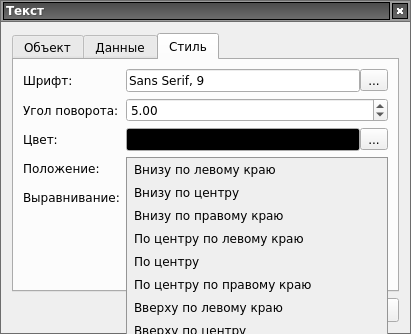 Текст
Объект Данные Стиль
Шрифт: Sans Serif, 9 ...
Угол поворота: 5.00
Цвет: ...
Положение:
Выравнивание:
Внизу по левому краю
Внизу по центру
Внизу по правому краю
По центру по левому краю
По центру
По центру по правому краю
Вверху по левому краю
Вверху по центру